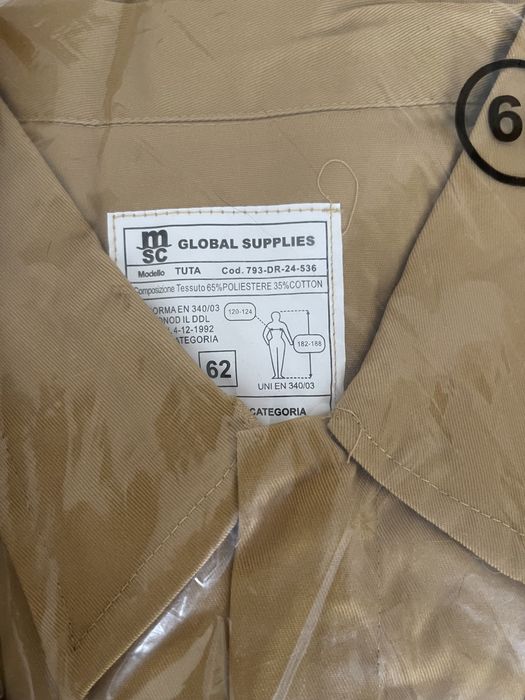 6
msc GLOBAL SUPPLIES
Modello TUTA Cod. 793-DR-24-536
Composizione Tessuto 65%POLIESTERE 35%COTTON
ORMA EN 340/03
OND IL DDL
4-12-1992
CATEGORIA
120-124
182-188
62
UNI EN 340/03
CATEGORIA